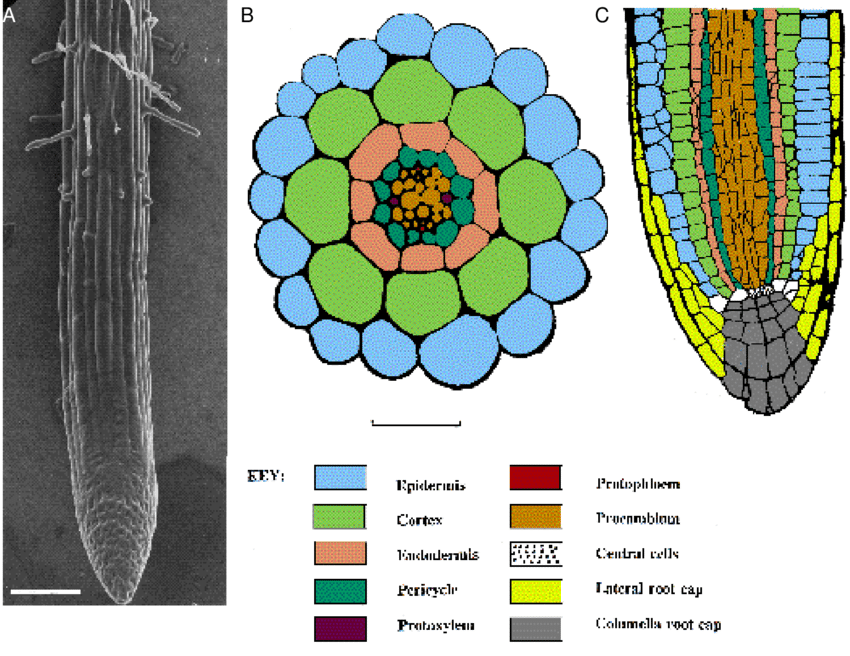 A
B
C
KEY:
Epidermis
Cortex
Endodermis
Pericycle
Protoxylem
Protophloem
Procambium
Central cells
Lateral root cap
Columella root cap